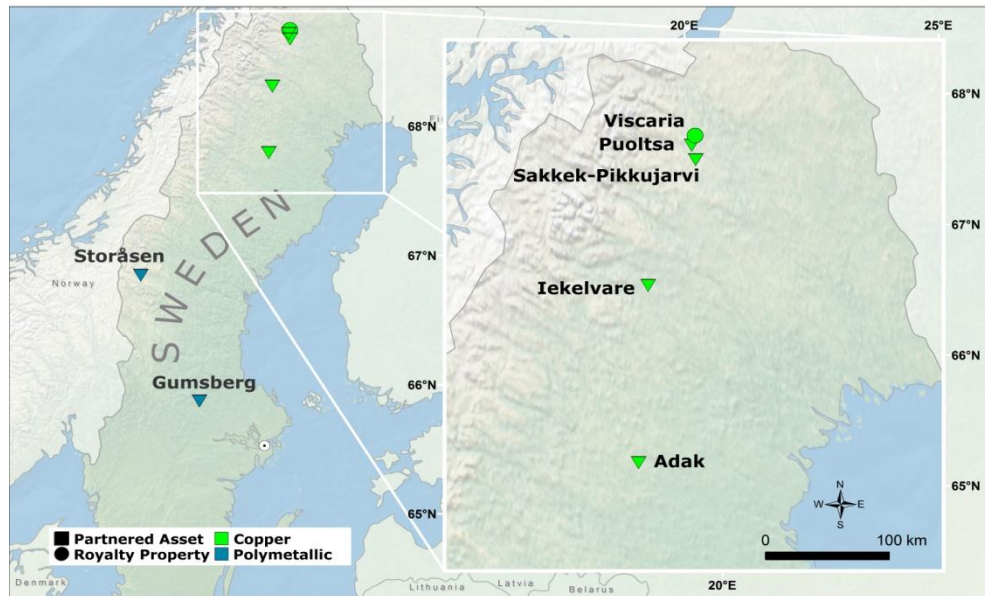 20°E 25°E
68°N
Viscaria
Puoltsa
Sakkek-Pikkujarvi
67°N
Iekelvare
66°N
Adak
65°N
N
W E
S
0 100 km
20°E
68°N
67°N
66°N
65°N
SWEDEN
Storåsen
Norway
Gumsberg
Partnered Asset Copper
Royalty Property Polymetallic
Denmark
Lithuania
Latvia
Belarus